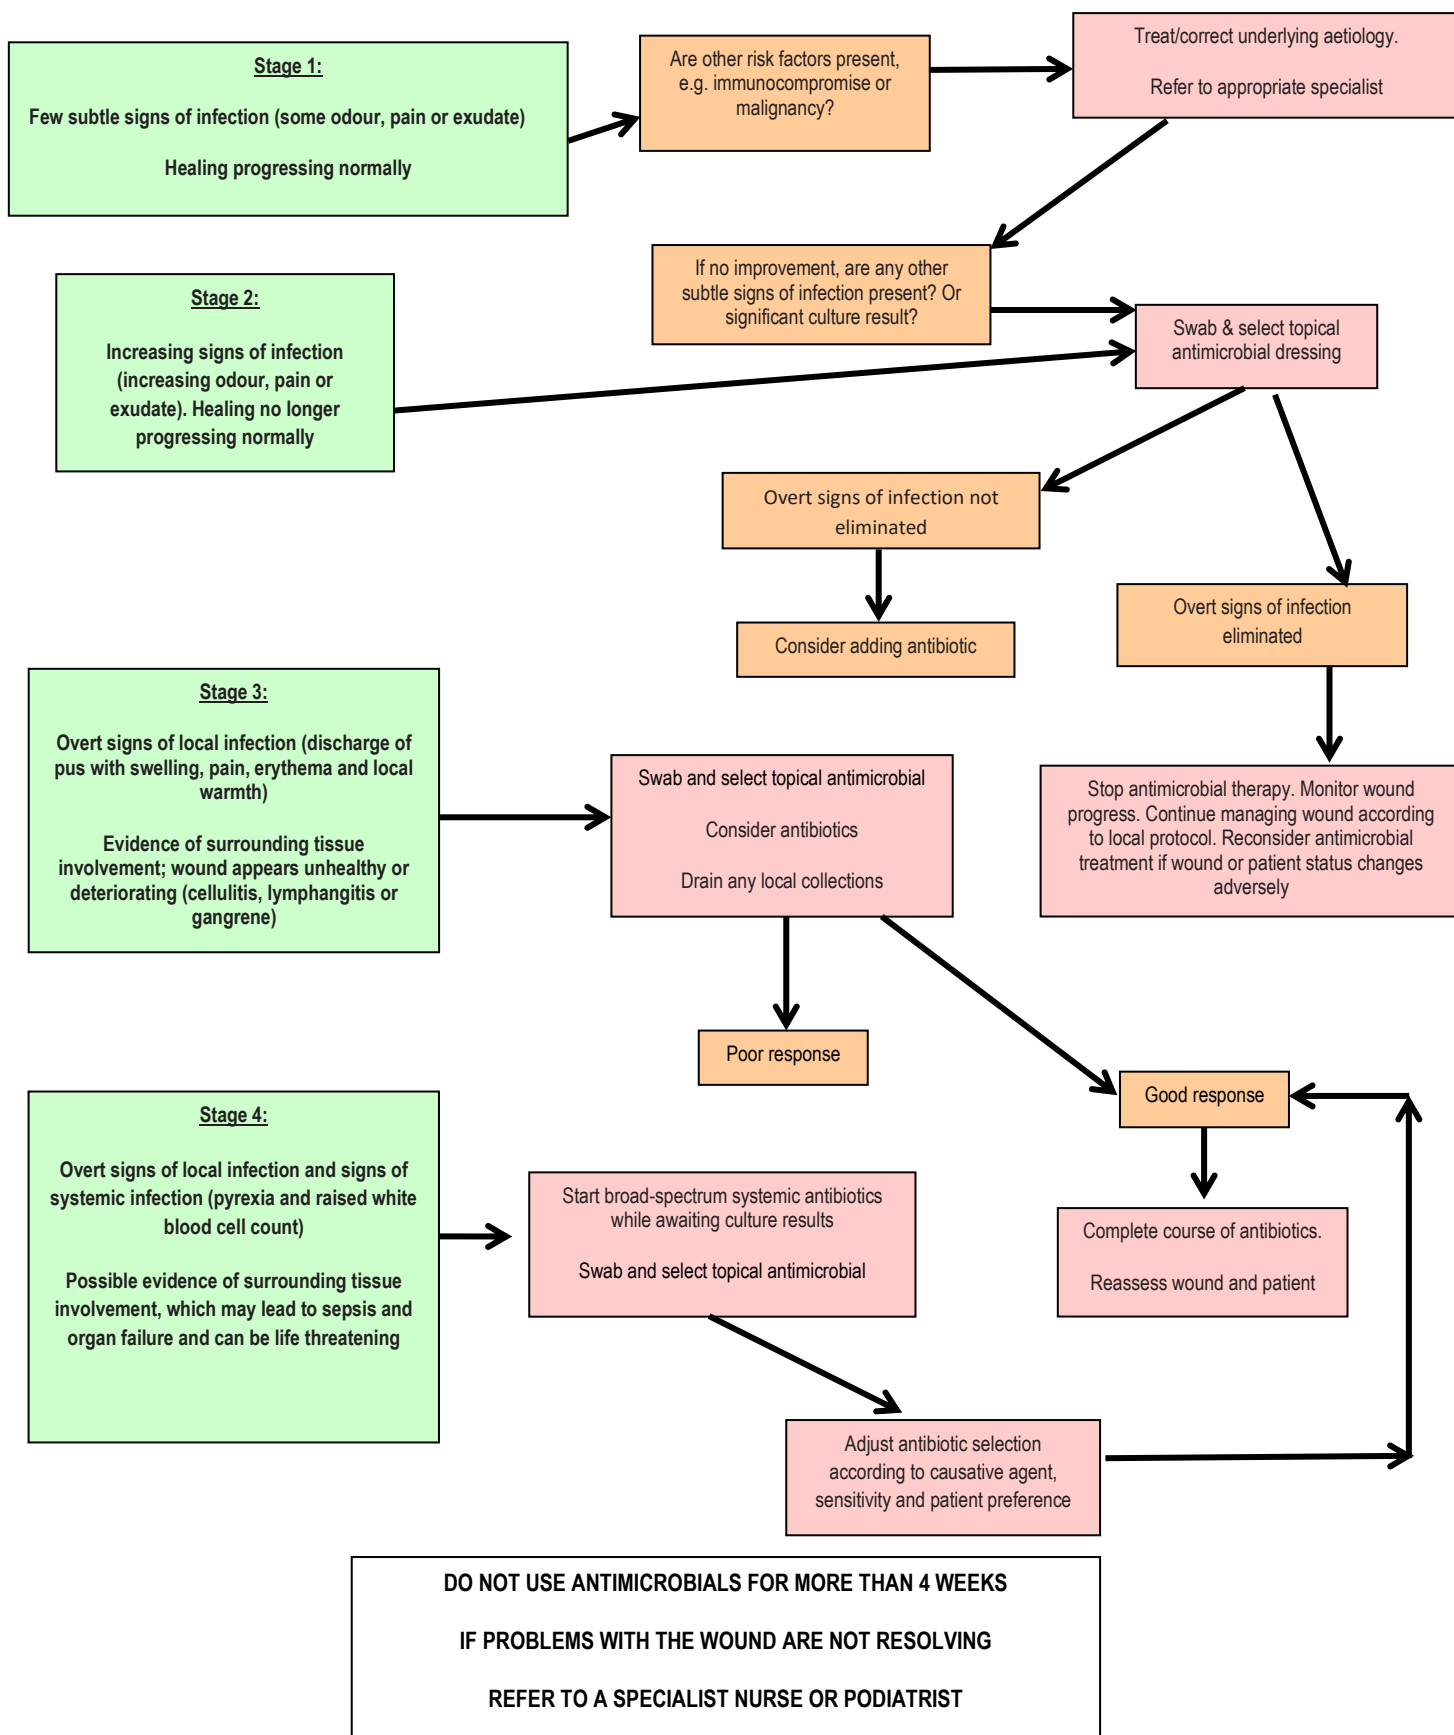 Stage 1:
Few subtle signs of infection (some odour, pain or exudate)
Healing progressing normally
Are other risk factors present,
e.g. immunocompromise or
malignancy?
Treat/correct underlying aetiology.
Refer to appropriate specialist
If no improvement, are any other
subtle signs of infection present? Or
significant culture result?
Stage 2:
Increasing signs of infection
(increasing odour, pain or
exudate). Healing no longer
progressing normally
Swab & select topical
antimicrobial dressing
Overt signs of infection not
eliminated
Consider adding antibiotic
Overt signs of infection
eliminated
Stop antimicrobial therapy. Monitor wound
progress. Continue managing wound according
to local protocol. Reconsider antimicrobial
treatment if wound or patient status changes
adversely
Stage 3:
Overt signs of local infection (discharge of
pus with swelling, pain, erythema and local
warmth)
Evidence of surrounding tissue
involvement; wound appears unhealthy or
deteriorating (cellulitis, lymphangitis or
gangrene)
Swab and select topical antimicrobial
Consider antibiotics
Drain any local collections
Poor response
Good response
Complete course of antibiotics.
Reassess wound and patient
Stage 4:
Overt signs of local infection and signs of
systemic infection (pyrexia and raised white
blood cell count)
Possible evidence of surrounding tissue
involvement, which may lead to sepsis and
organ failure and can be life threatening
Start broad-spectrum systemic antibiotics
while awaiting culture results
Swab and select topical antimicrobial
Adjust antibiotic selection
according to causative agent,
sensitivity and patient preference
DO NOT USE ANTIMICROBIALS FOR MORE THAN 4 WEEKS
IF PROBLEMS WITH THE WOUND ARE NOT RESOLVING
REFER TO A SPECIALIST NURSE OR PODIATRIST